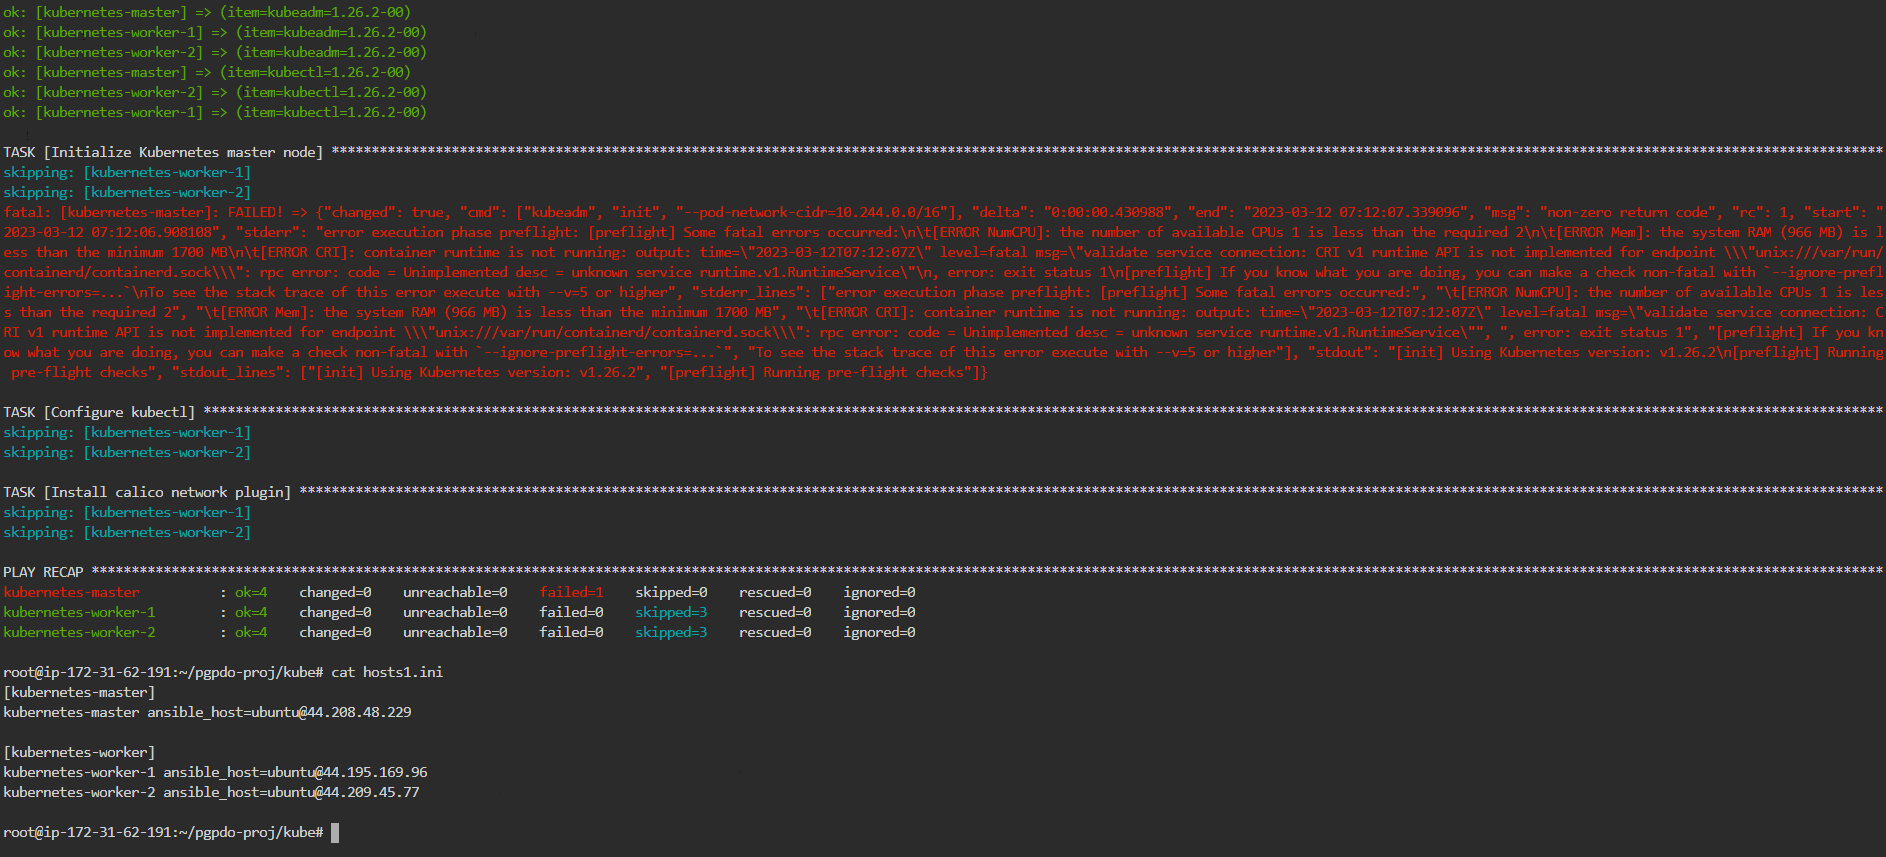 ok: [kubernetes-master] => (item=kubeadm=1.26.2-00)
ok: [kubernetes-worker-1] => (item=kubeadm=1.26.2-00)
ok: [kubernetes-worker-2] => (item=kubeadm=1.26.2-00)
ok: [kubernetes-master] => (item=kubectl=1.26.2-00)
ok: [kubernetes-worker-2] => (item=kubectl=1.26.2-00)
ok: [kubernetes-worker-1] => (item=kubectl=1.26.2-00)
TASK [Initialize Kubernetes master node] **************************************************************************************************************************************************************************************************
skipping: [kubernetes-worker-1]
skipping: [kubernetes-worker-2]
fatal: [kubernetes-master]: FAILED! => {"changed": true, "cmd": ["kubeadm", "init", "--pod-network-cidr=10.244.0.0/16"], "delta": "0:00:00.430988", "end": "2023-03-12 07:12:07.339096", "msg": "non-zero return code", "rc": 1, "start": "
2023-03-12 07:12:06.908108", "stderr": "error execution phase preflight: [preflight] Some fatal errors occurred:\n\t[ERROR NumCPU]: the number of available CPUs 1 is less than the required 2\n\t[ERROR Mem]: the system RAM (966 MB) is l
ess than the minimum 1700 MB\n\t[ERROR CRI]: container runtime is not running: output: time=\"2023-03-12T07:12:07Z\" level=fatal msg=\"validate service connection: CRI v1 runtime API is not implemented for endpoint \\\"unix:///var/run/
containerd/containerd.sock\\\": rpc error: code = Unimplemented desc = unknown service runtime.v1.RuntimeService\"\n, error: exit status 1\n[preflight] If you know what you are doing, you can make a check non-fatal with `--ignore-prefl
ight-errors=...`\nTo see the stack trace of this error execute with --v=5 or higher", "stderr_lines": ["error execution phase preflight: [preflight] Some fatal errors occurred:", "\t[ERROR NumCPU]: the number of available CPUs 1 is les
s than the required 2", "\t[ERROR Mem]: the system RAM (966 MB) is less than the minimum 1700 MB", "\t[ERROR CRI]: container runtime is not running: output: time=\"2023-03-12T07:12:07Z\" level=fatal msg=\"validate service connection: C
RI v1 runtime API is not implemented for endpoint \\\"unix:///var/run/containerd/containerd.sock\\\": rpc error: code = Unimplemented desc = unknown service runtime.v1.RuntimeService\"", ", error: exit status 1", "[preflight] If you kn
ow what you are doing, you can make a check non-fatal with `--ignore-preflight-errors=...`", "To see the stack trace of this error execute with --v=5 or higher"], "stdout": "[init] Using Kubernetes version: v1.26.2\n[preflight] Running
pre-flight checks", "stdout_lines": ["[init] Using Kubernetes version: v1.26.2", "[preflight] Running pre-flight checks"]}
TASK [Configure kubectl] ******************************************************************************************************************************************************************************************************************
skipping: [kubernetes-worker-1]
skipping: [kubernetes-worker-2]
TASK [Install calico network plugin] ******************************************************************************************************************************************************************************************************
skipping: [kubernetes-worker-1]
skipping: [kubernetes-worker-2]
PLAY RECAP ********************************************************************************************************************************************************************************************************************************
kubernetes-master : ok=4 changed=0 unreachable=0 failed=1 skipped=0 rescued=0 ignored=0
kubernetes-worker-1 : ok=4 changed=0 unreachable=0 failed=0 skipped=3 rescued=0 ignored=0
kubernetes-worker-2 : ok=4 changed=0 unreachable=0 failed=0 skipped=3 rescued=0 ignored=0
root@ip-172-31-62-191:~/pgpdo-proj/kube# cat hosts1.ini
[kubernetes-master]
kubernetes-master ansible_host=ubuntu@44.208.48.229
[kubernetes-worker]
kubernetes-worker-1 ansible_host=ubuntu@44.195.169.96
kubernetes-worker-2 ansible_host=ubuntu@44.209.45.77
root@ip-172-31-62-191:~/pgpdo-proj/kube#